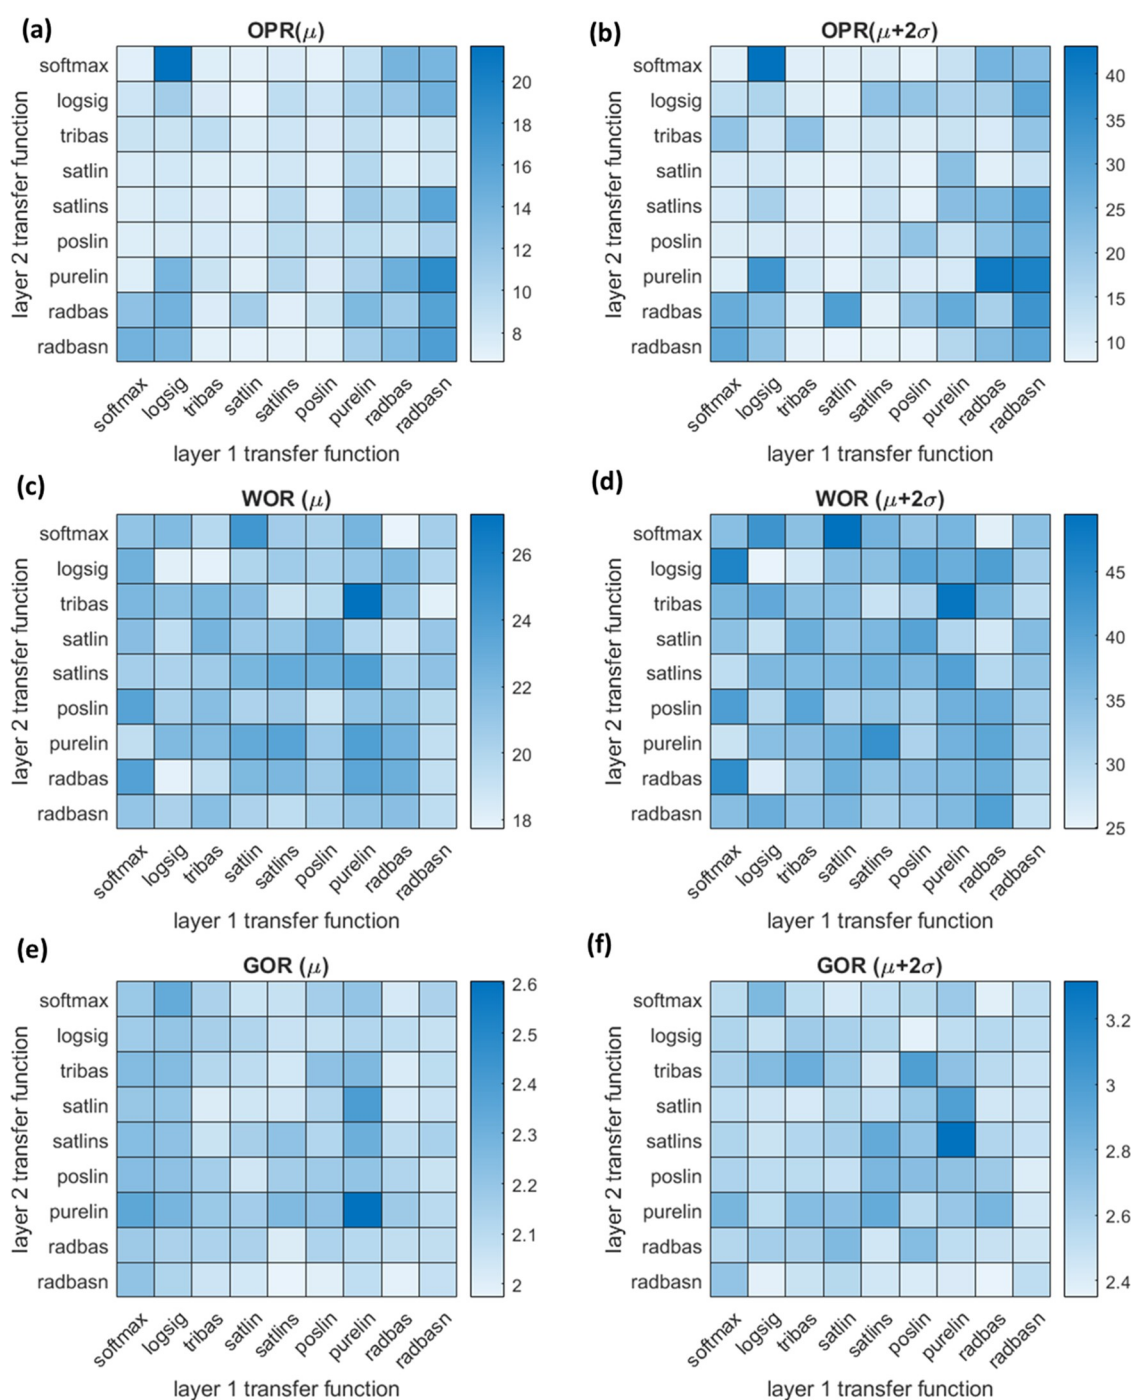 (a)
OPR(μ)
softmax
logsig
tribas
satlin
satlins
poslin
purelin
radbas
radbasn
layer 2 transfer function
softmax logsig tribas satlin satlins poslin purelin radbas radbasn
layer 1 transfer function
20
18
16
14
12
10
8
(b)
OPR(μ+2σ)
softmax
logsig
tribas
satlin
satlins
poslin
purelin
radbas
radbasn
layer 2 transfer function
softmax logsig tribas satlin satlins poslin purelin radbas radbasn
layer 1 transfer function
40
35
30
25
20
15
10
(c)
WOR (μ)
softmax
logsig
tribas
satlin
satlins
poslin
purelin
radbas
radbasn
layer 2 transfer function
softmax logsig tribas satlin satlins poslin purelin radbas radbasn
layer 1 transfer function
26
24
22
20
18
(d)
WOR (μ+2σ)
softmax
logsig
tribas
satlin
satlins
poslin
purelin
radbas
radbasn
layer 2 transfer function
softmax logsig tribas satlin satlins poslin purelin radbas radbasn
layer 1 transfer function
45
40
35
30
25
(e)
GOR (μ)
softmax
logsig
tribas
satlin
satlins
poslin
purelin
radbas
radbasn
layer 2 transfer function
softmax logsig tribas satlin satlins poslin purelin radbas radbasn
layer 1 transfer function
2.6
2.5
2.4
2.3
2.2
2.1
2
(f)
GOR (μ+2σ)
softmax
logsig
tribas
satlin
satlins
poslin
purelin
radbas
radbasn
layer 2 transfer function
softmax logsig tribas satlin satlins poslin purelin radbas radbasn
layer 1 transfer function
3.2
3
2.8
2.6
2.4